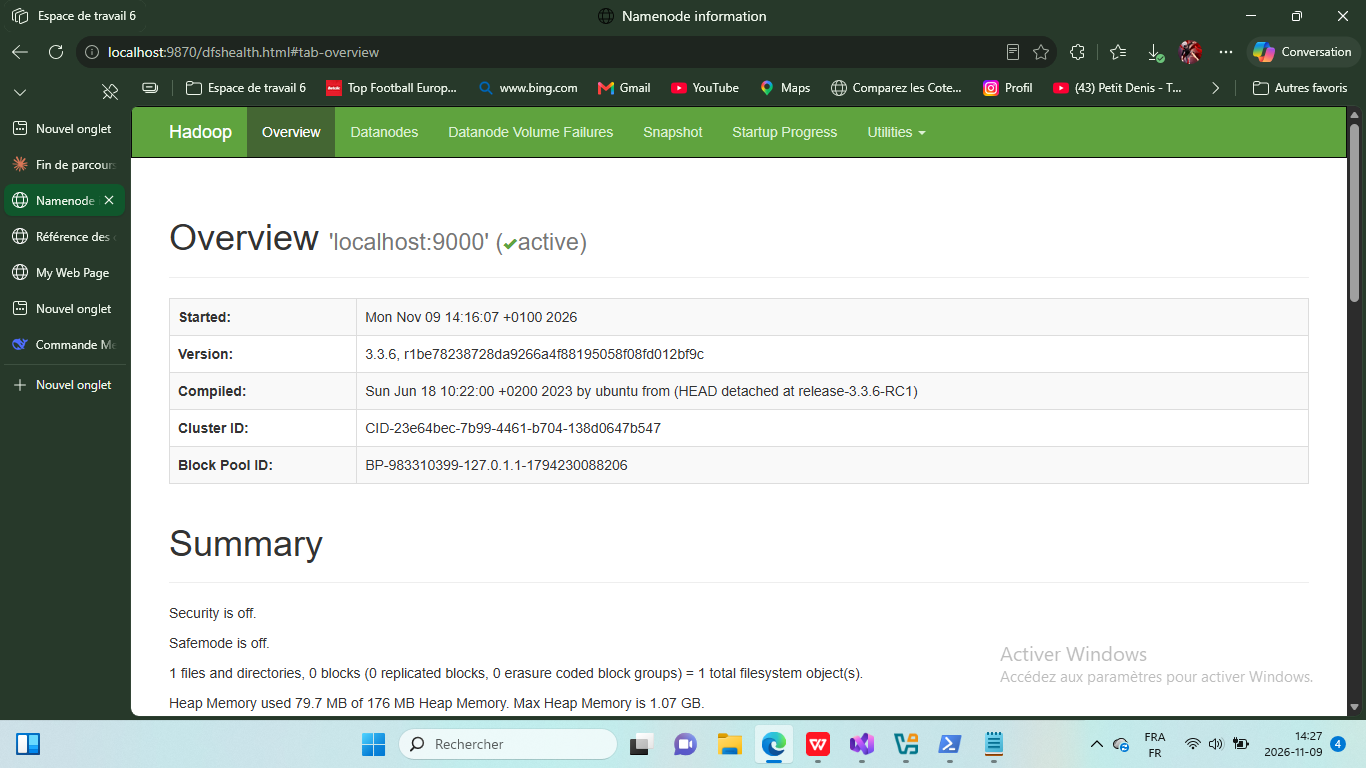 Espace de travail 6
Namenode information
localhost:9870/dfshealth.html#tab-overview
Conversation
Espace de travail 6
Top Football Europ...
www.bing.com
Gmail
YouTube
Maps
Comparez les Cote...
Profil
(43) Petit Denis - T...
Autres favoris
Nouvel onglet
Fin de parcours
Namenode
Référence des
My Web Page
Nouvel onglet
Commande Me
Nouvel onglet
Hadoop Overview Datanodes Datanode Volume Failures Snapshot Startup Progress Utilities
Overview 'localhost:9000' (✔active)
Started: Mon Nov 09 14:16:07 +0100 2026
Version: 3.3.6, r1be78238728da9266a4f88195058f08fd012bf9c
Compiled: Sun Jun 18 10:22:00 +0200 2023 by ubuntu from (HEAD detached at release-3.3.6-RC1)
Cluster ID: CID-23e64bec-7b99-4461-b704-138d0647b547
Block Pool ID: BP-983310399-127.0.1.1-1794230088206
Summary
Security is off.
Safemode is off.
1 files and directories, 0 blocks (0 replicated blocks, 0 erasure coded block groups) = 1 total filesystem object(s).
Heap Memory used 79.7 MB of 176 MB Heap Memory. Max Heap Memory is 1.07 GB.
Activer Windows
Accédez aux paramètres pour activer Windows.
Rechercher
FRA
FR
14:27
2026-11-09
4